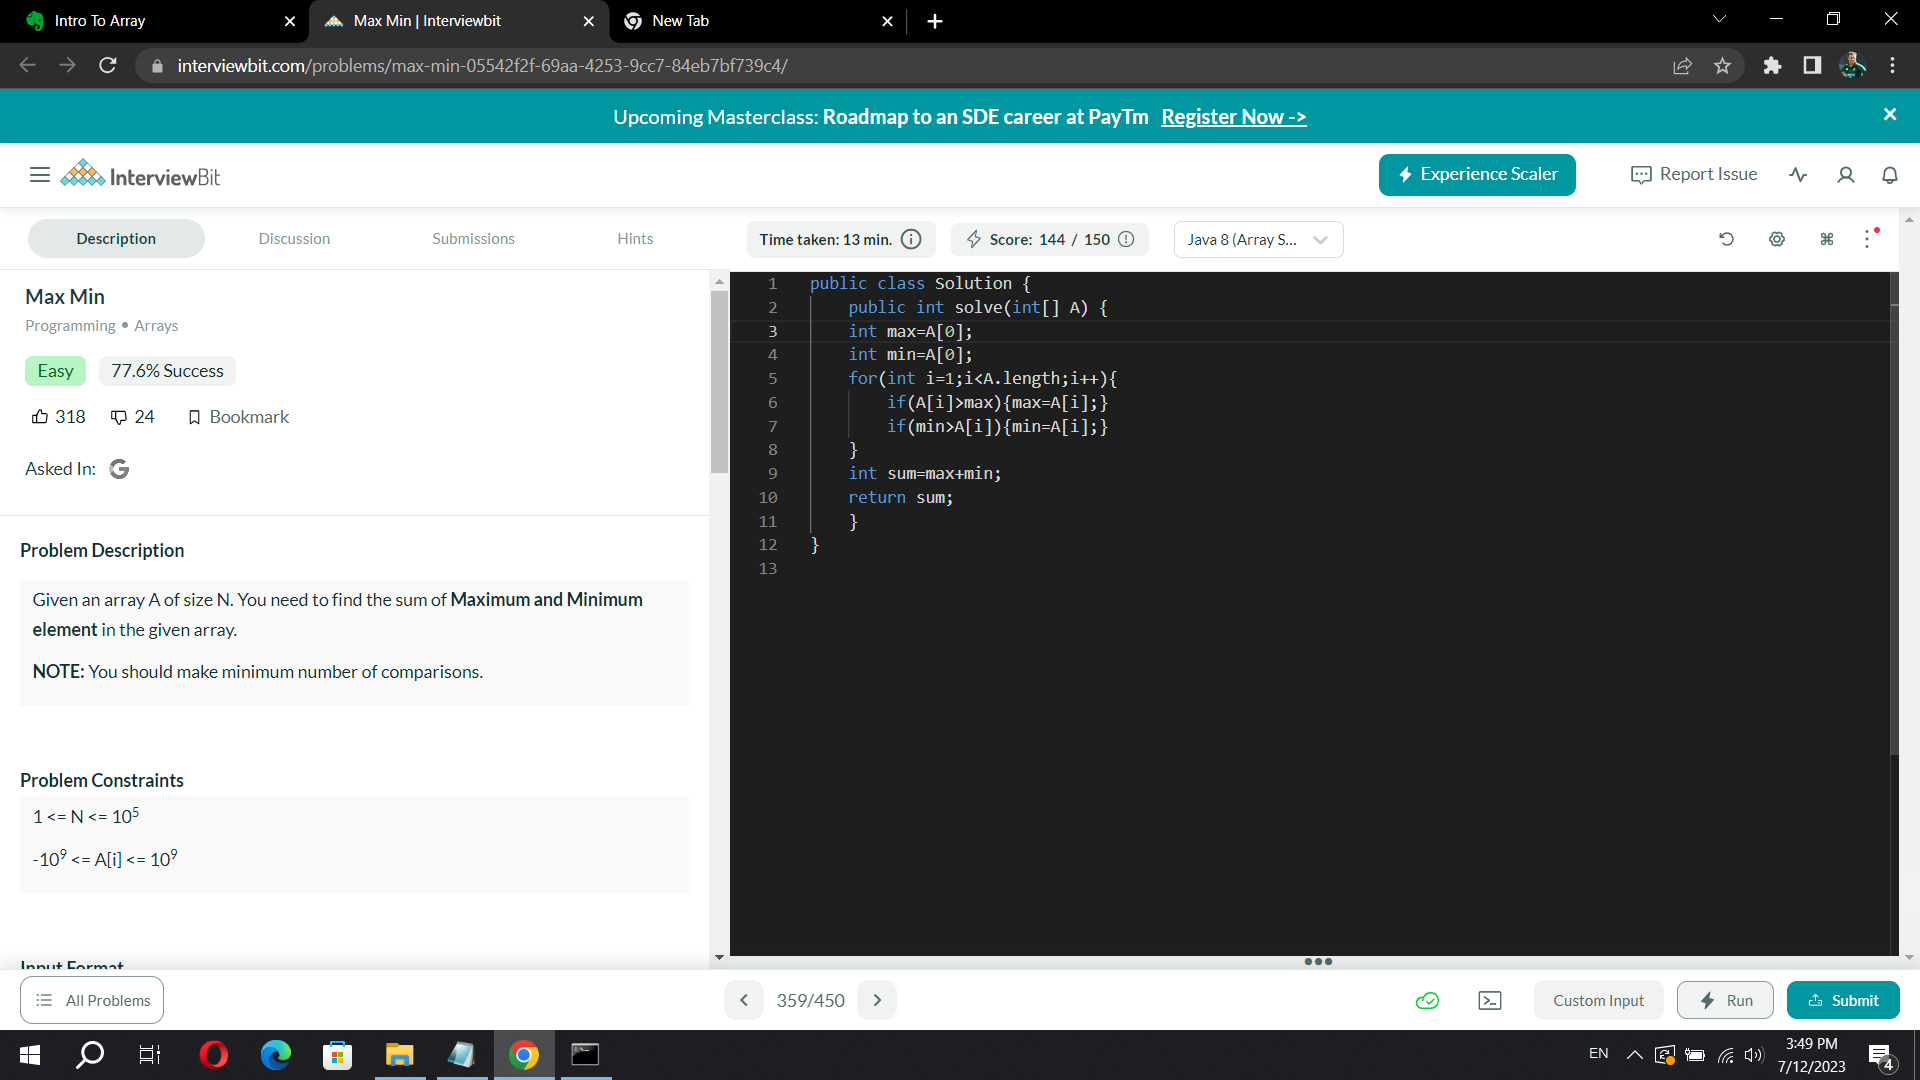 Intro To Array
Max Min | Interviewbit
New Tab
interviewbit.com/problems/max-min-05542f2f-69aa-4253-9cc7-84eb7bf739c4/
Upcoming Masterclass: Roadmap to an SDE career at PayTm Register Now ->
InterviewBit
Experience Scaler
Report Issue
Description
Discussion
Submissions
Hints
Time taken: 13 min.
Score: 144 / 150
Java 8 (Array S...
Max Min
Programming • Arrays
Easy
77.6% Success
318
24
Bookmark
Asked In: G
Problem Description
Given an array A of size N. You need to find the sum of Maximum and Minimum
element in the given array.
NOTE: You should make minimum number of comparisons.
Problem Constraints
1 <= N <= 10⁵
-10⁹ <= A[i] <= 10⁹
Input Format
1 public class Solution {
2 public int solve(int[] A) {
3 int max=A[0];
4 int min=A[0];
5 for(int i=1;i<A.length;i++){
6 if(A[i]>max){max=A[i];}
7 if(min>A[i]){min=A[i];}
8 }
9 int sum=max+min;
10 return sum;
11 }
12 }
13
All Problems
359/450
Custom Input
Run
Submit
EN
3:49 PM
7/12/2023
4